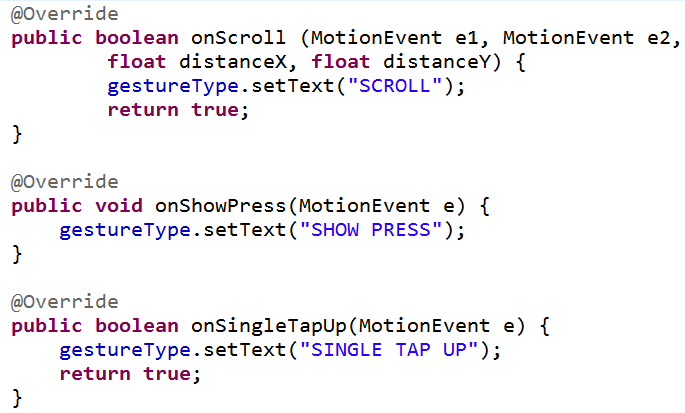 @Override
public boolean onScroll (MotionEvent e1, MotionEvent e2,
        float distanceX, float distanceY) {
        gestureType.setText("SCROLL");
        return true;
}

@Override
public void onShowPress(MotionEvent e) {
    gestureType.setText("SHOW PRESS");
}

@Override
public boolean onSingleTapUp(MotionEvent e) {
    gestureType.setText("SINGLE TAP UP");
    return true;
}